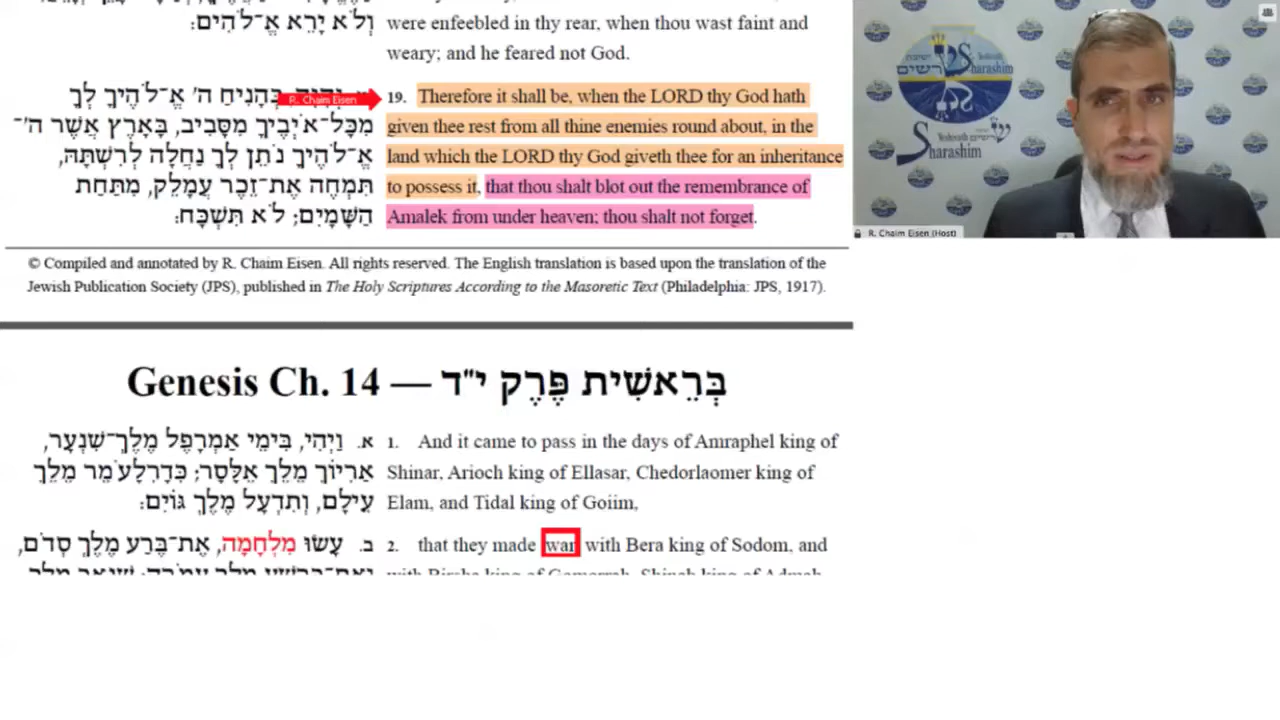 were enfeebled in thy rear, when thou wast faint and
וְלֹא יָרֵא אֱ־לֹהִים:
weary; and he feared not God.
בְּהָנִיחַ ה' אֱ־לֹהֶיךָ לְךָ
R. Chaim Eisen
19. Therefore it shall be, when the LORD thy God hath
מִכׇּל־אֹיְבֶיךָ מִסָּבִיב, בָּאָרֶץ אֲשֶׁר ה'־
given thee rest from all thine enemies round about, in the
אֱ־לֹהֶיךָ נֹתֵן לְךָ נַחֲלָה לְרִשְׁתָּהּ,
land which the LORD thy God giveth thee for an inheritance
תִּמְחֶה אֶת־זֵכֶר עֲמָלֵק, מִתַּחַת
to possess it, that thou shalt blot out the remembrance of
הַשָּׁמָיִם; לֹא תִּשְׁכָּח:
Amalek from under heaven; thou shalt not forget.
© Compiled and annotated by R. Chaim Eisen. All rights reserved. The English translation is based upon the translation of the
Jewish Publication Society (JPS), published in The Holy Scriptures According to the Masoretic Text (Philadelphia: JPS, 1917).
Genesis Ch. 14 — בְּרֵאשִׁית פֶּרֶק י"ד
א. וַיְהִי, בִּימֵי אַמְרָפֶל מֶלֶךְ־שִׁנְעָר,
1. And it came to pass in the days of Amraphel king of
אַרְיוֹךְ מֶלֶךְ אֶלָּסָר; כְּדׇרְלָעֹמֶר מֶלֶךְ
Shinar, Arioch king of Ellasar, Chedorlaomer king of
עֵילָם, וְתִדְעָל מֶלֶךְ גּוֹיִם:
Elam, and Tidal king of Goiim,
ב. עָשׂוּ מִלְחָמָה, אֶת־בֶּרַע מֶלֶךְ סְדֹם,
2. that they made war with Bera king of Sodom, and
Sharashim
שרשים
Yeshivath
Sharashim
R. Chaim Eisen (Host)